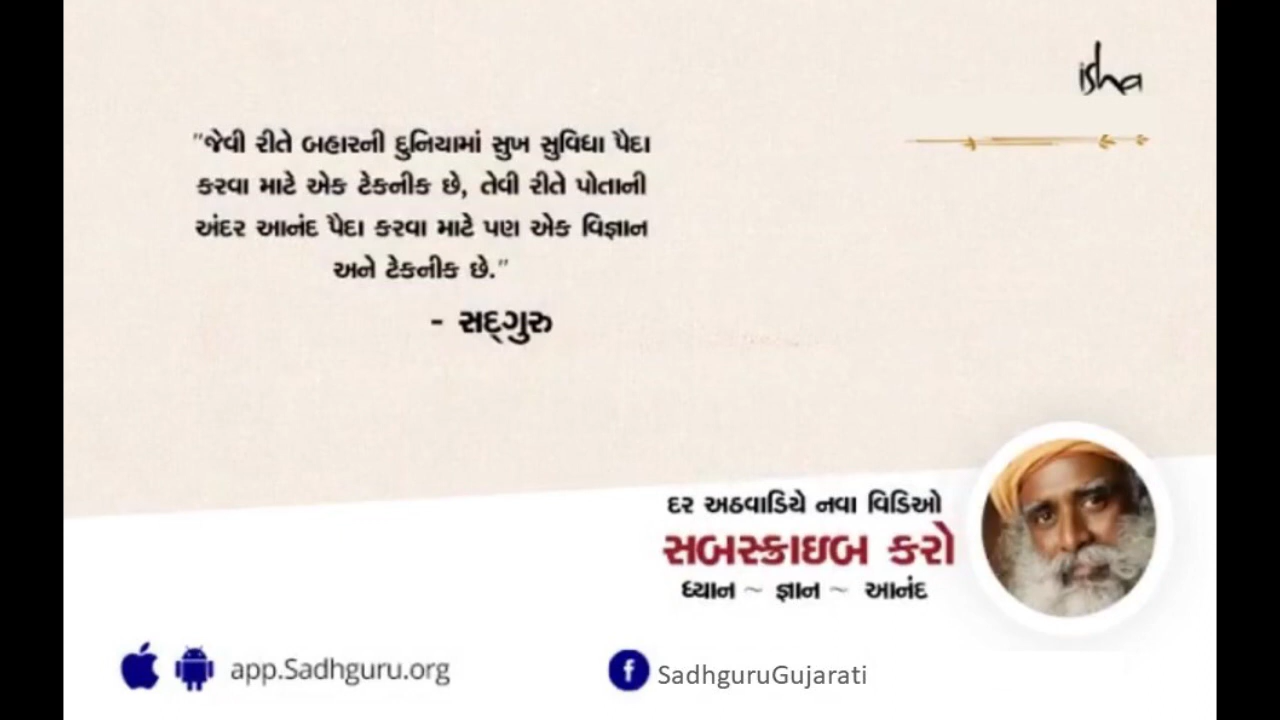 isha
"જેવી રીતે બહારની દુનિયામાં સુખ સુવિધા પૈદા
કરવા માટે એક ટેકનીક છે, તેવી રીતે પોતાની
અંદર આનંદ પૈદા કરવા માટે પણ એક વિજ્ઞાન
અને ટેકનીક છે."
- સદ્‌ગુરુ
દર અઠવાડિયે નવા વિડિઓ
સબસ્ક્રાઇબ કરો
ધ્યાન ~ જ્ઞાન ~ આનંદ
app.Sadhguru.org
f SadhguruGujarati